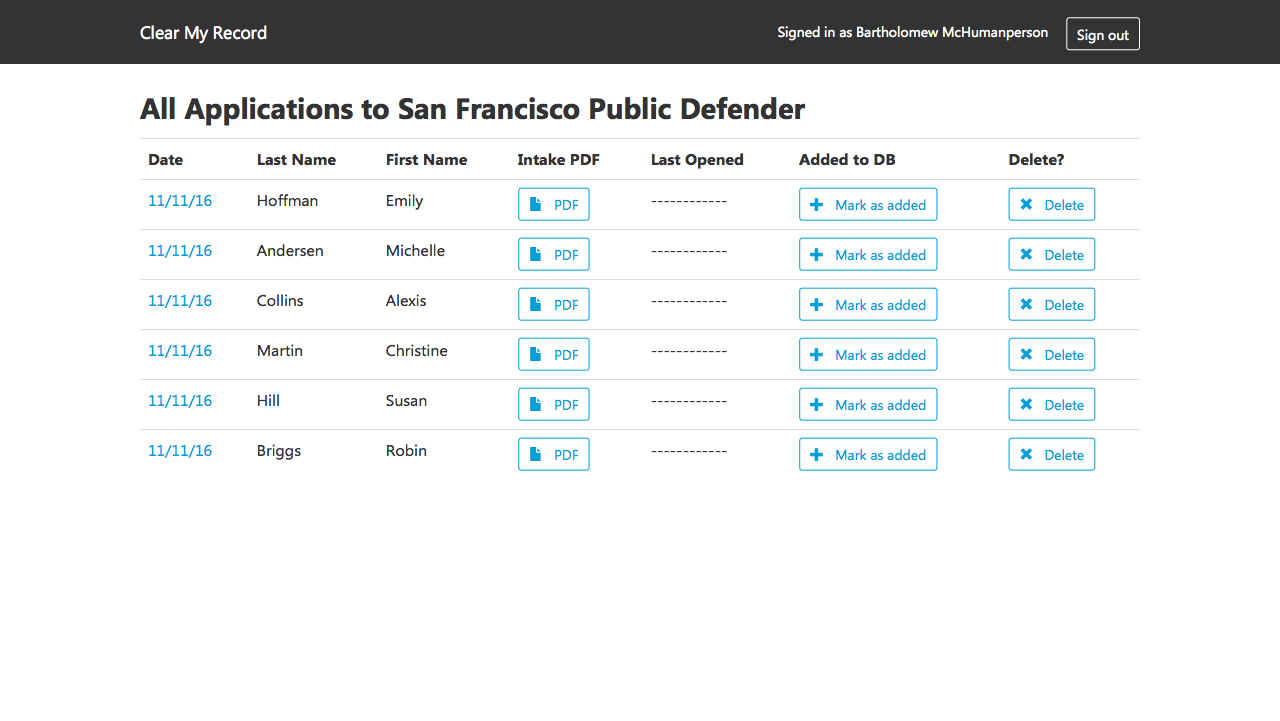 Clear My Record Signed in as Bartholomew McHumanperson Sign out
All Applications to San Francisco Public Defender
Date Last Name First Name Intake PDF Last Opened Added to DB Delete?
11/11/16 Hoffman Emily PDF ------------ Mark as added Delete
11/11/16 Andersen Michelle PDF ------------ Mark as added Delete
11/11/16 Collins Alexis PDF ------------ Mark as added Delete
11/11/16 Martin Christine PDF ------------ Mark as added Delete
11/11/16 Hill Susan PDF ------------ Mark as added Delete
11/11/16 Briggs Robin PDF ------------ Mark as added Delete